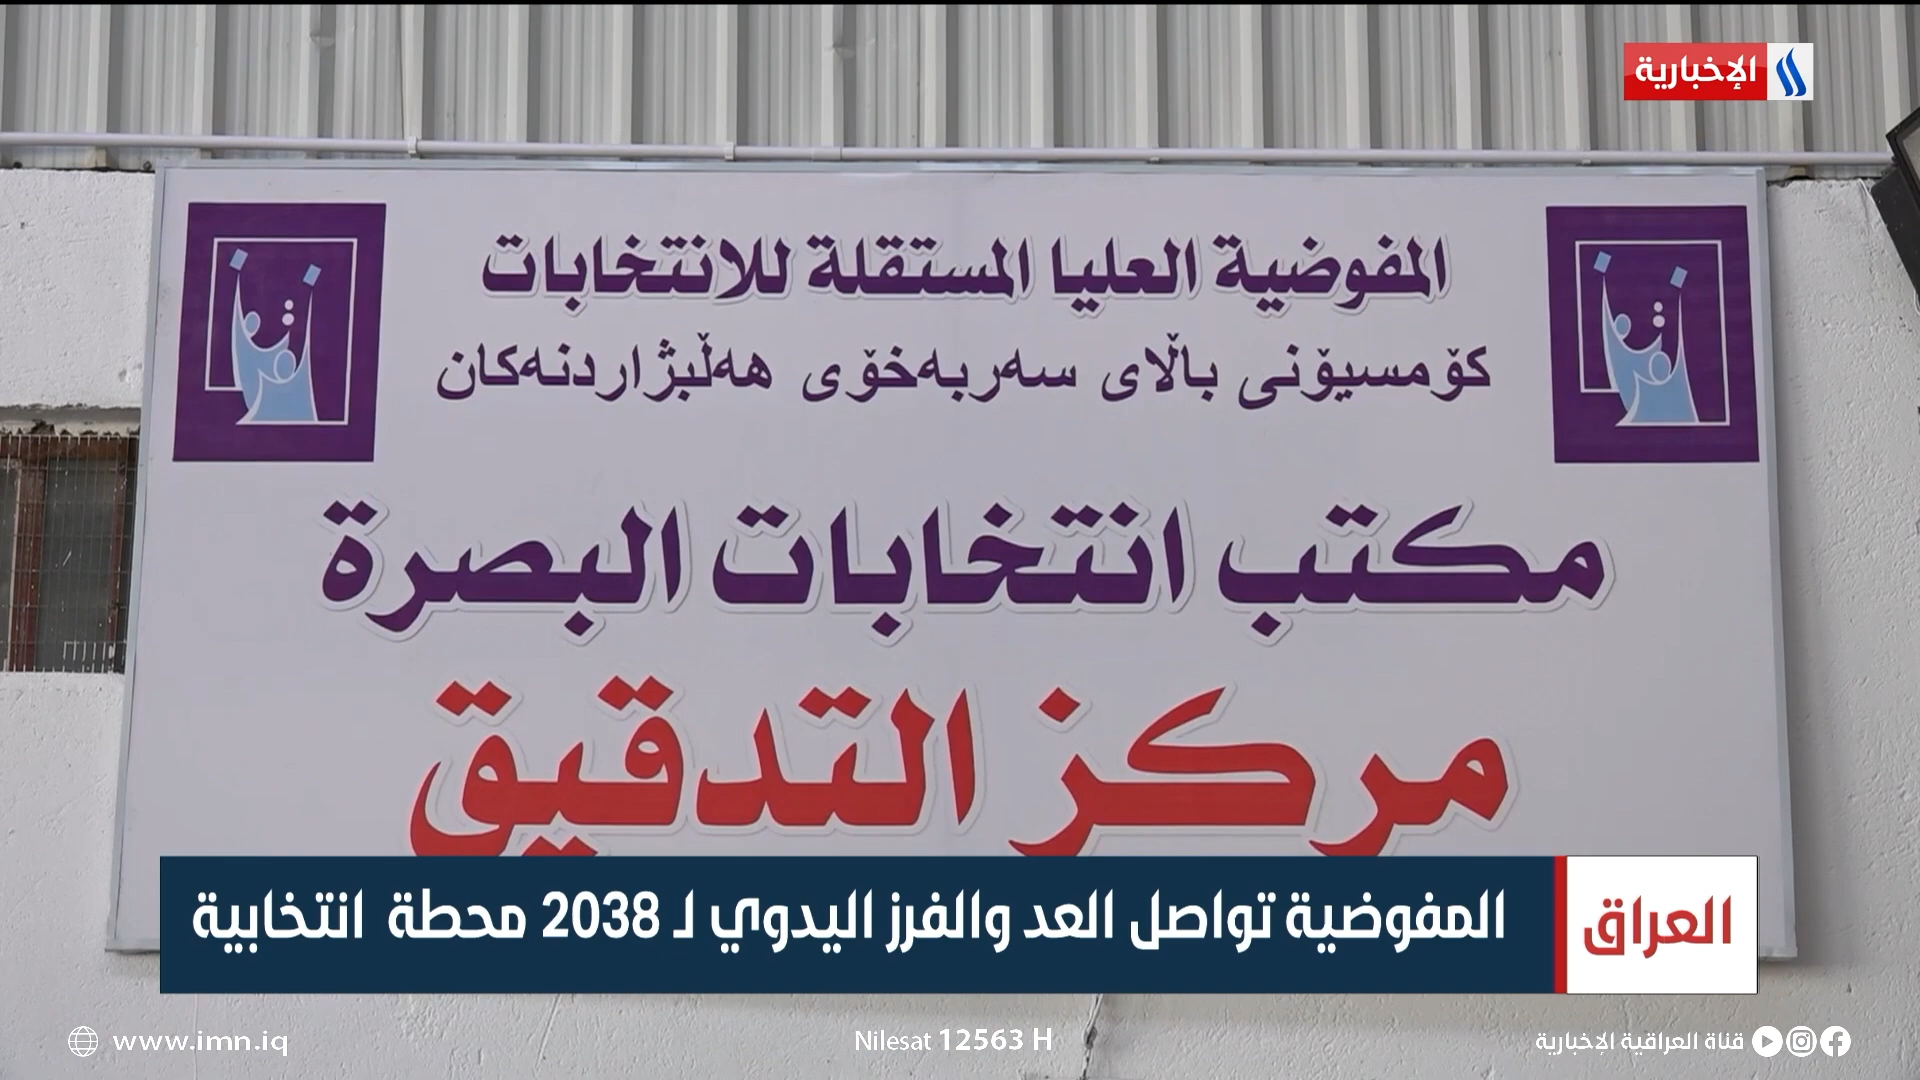 الإخبارية
المفوضية العليا المستقلة للانتخابات
كۆمسیۆنی باڵای سەربەخۆی هەڵبژاردنەکان
مكتب انتخابات البصرة
مركز التدقيق
العراق
المفوضية تواصل العد والفرز اليدوي لـ 2038 محطة انتخابية
www.imn.iq
Nilesat 12563 H
قناة العراقية الإخبارية